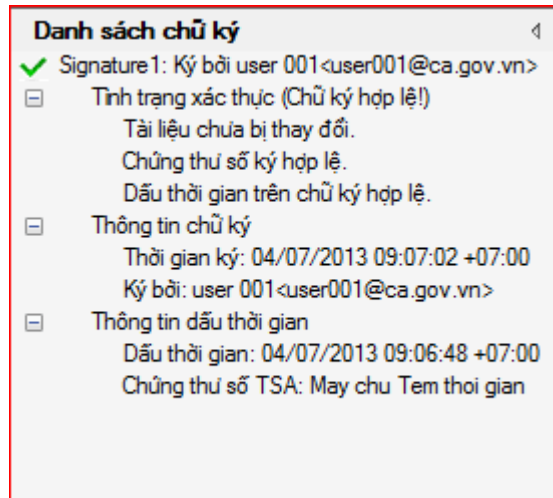 Danh sách chữ ký
Signature1: Ký bởi user 001<user001@ca.gov.vn>
Tình trạng xác thực (Chữ ký hợp lệ!)
Tài liệu chưa bị thay đổi.
Chứng thư số ký hợp lệ.
Dấu thời gian trên chữ ký hợp lệ.
Thông tin chữ ký
Thời gian ký: 04/07/2013 09:07:02 +07:00
Ký bởi: user 001<user001@ca.gov.vn>
Thông tin dấu thời gian
Dấu thời gian: 04/07/2013 09:06:48 +07:00
Chứng thư số TSA: May chu Tem thoi gian